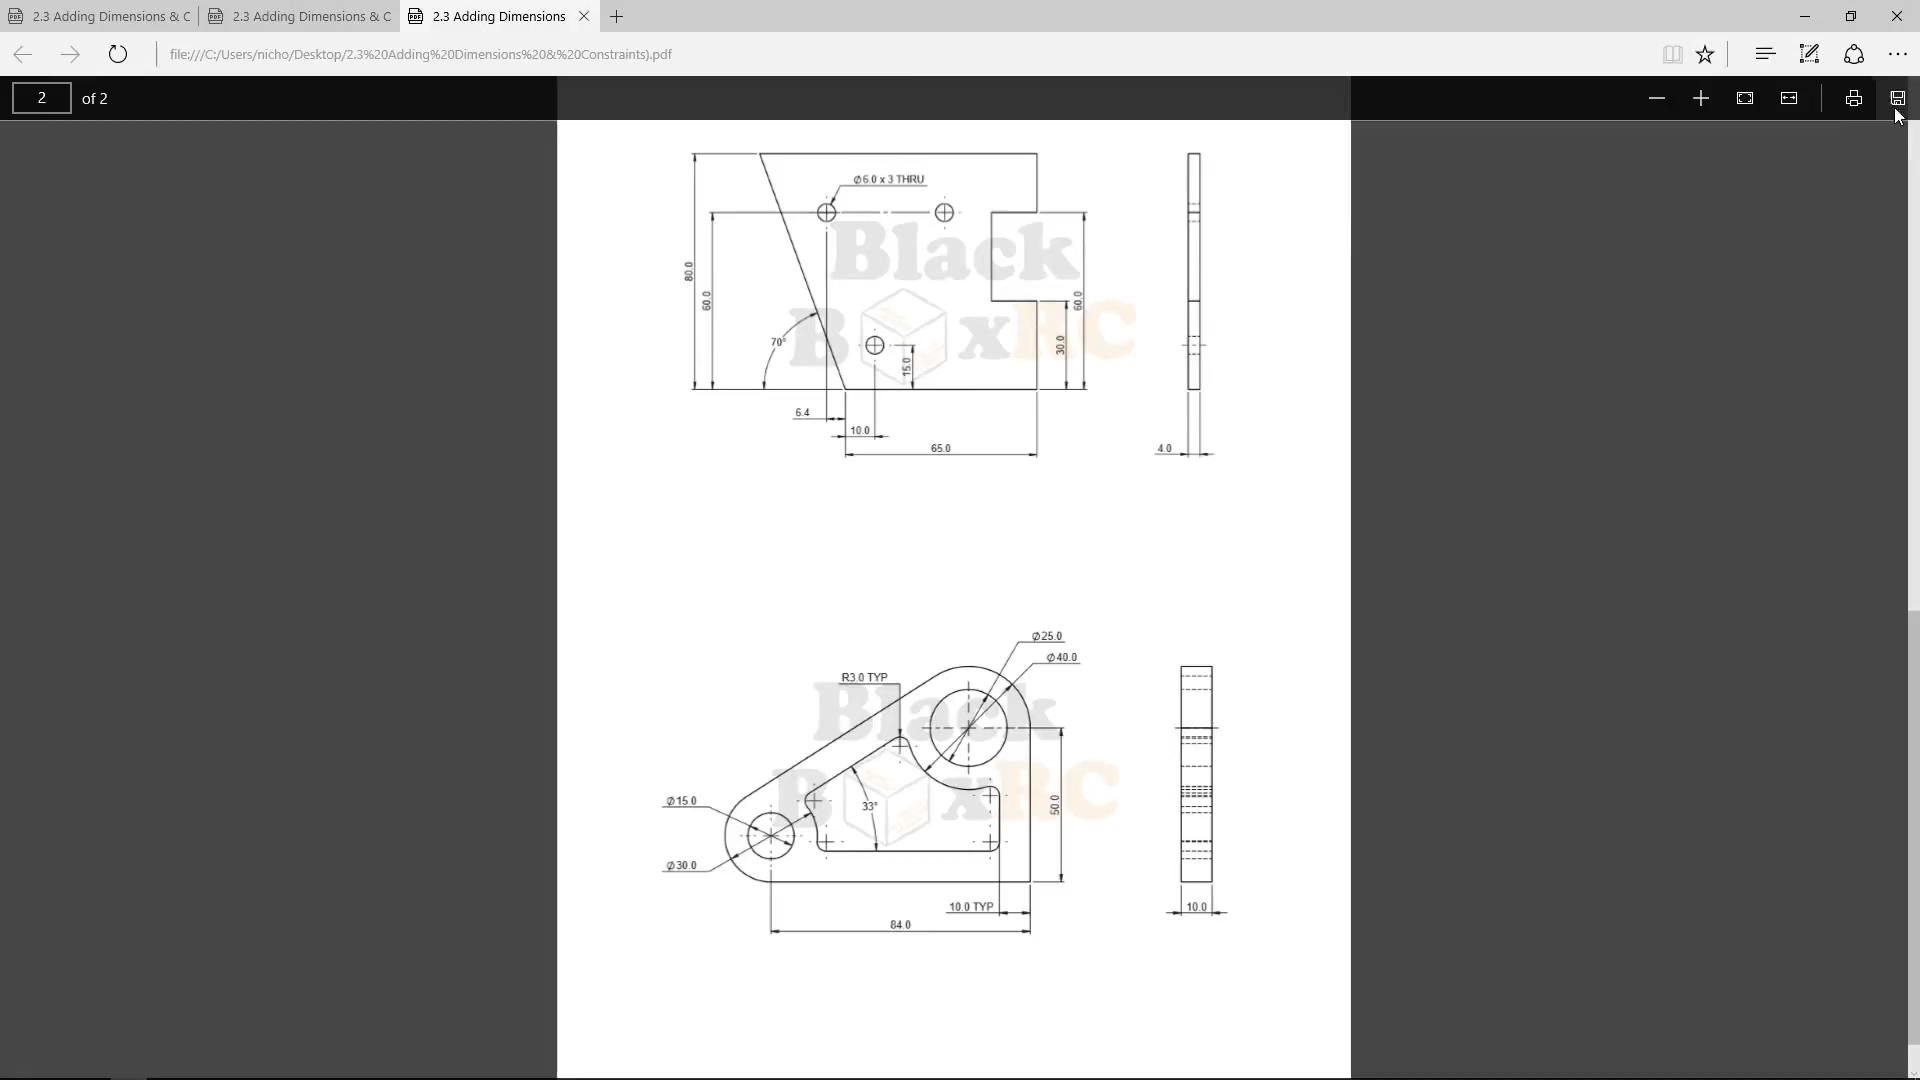 2.3 Adding Dimensions & C
2.3 Adding Dimensions & C
2.3 Adding Dimensions
file:///C:/Users/nicho/Desktop/2.3%20Adding%20Dimensions%20&%20Constraints).pdf
2 of 2
Ø6.0 x 3 THRU
Black
BoxRC
80.0
60.0
70°
15.0
30.0
60.0
6.4
10.0
65.0
4.0
Ø25.0
Ø40.0
R3.0 TYP
Black
BoxRC
Ø15.0
33°
50.0
Ø30.0
10.0 TYP
10.0
84.0